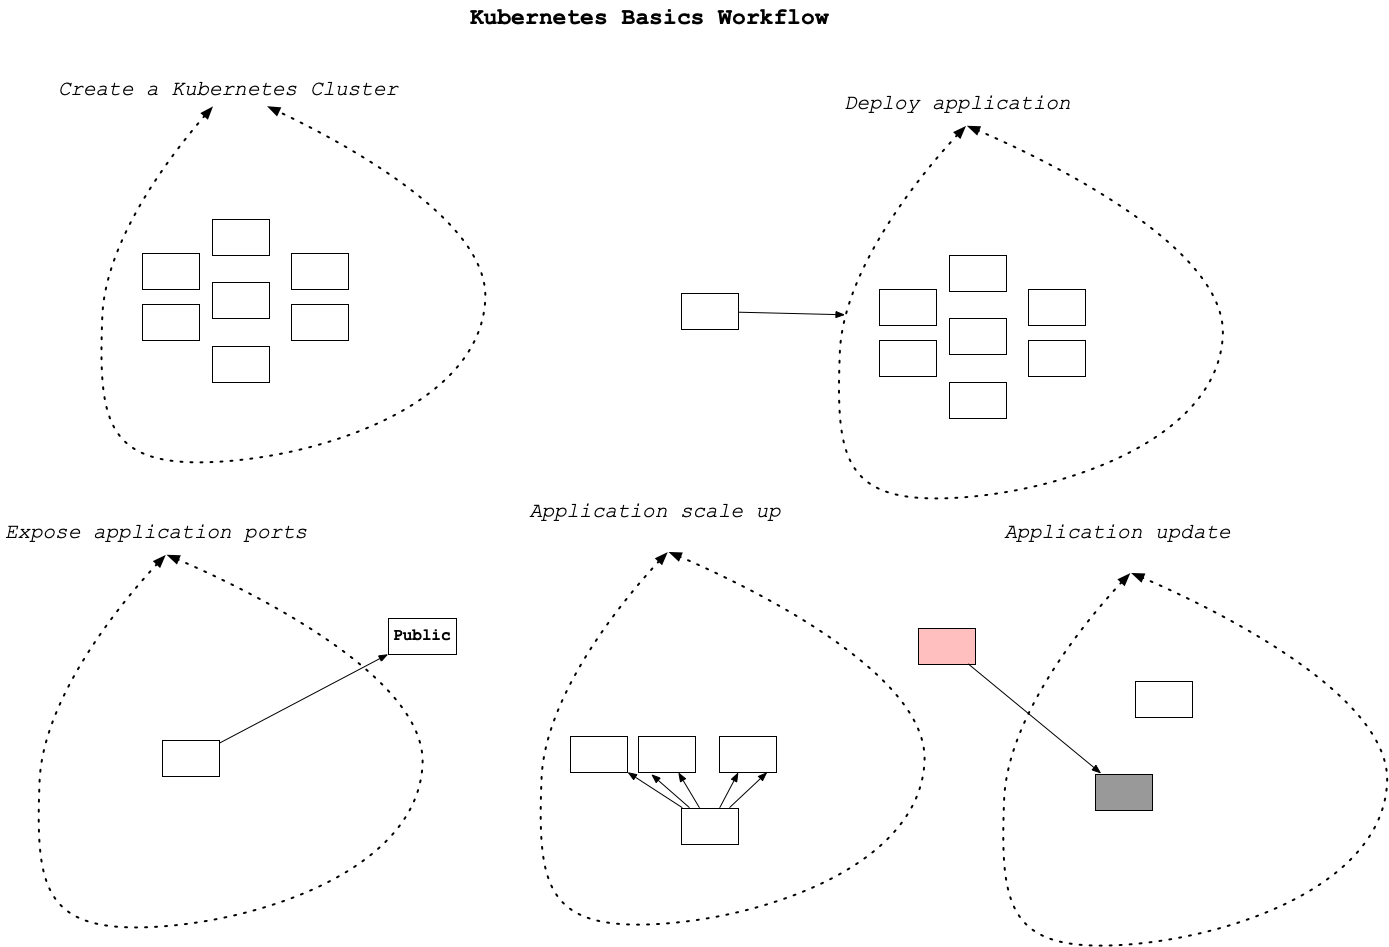 Kubernetes Basics Workflow
Create a Kubernetes Cluster
Deploy application
Expose application ports
Application scale up
Application update
Public